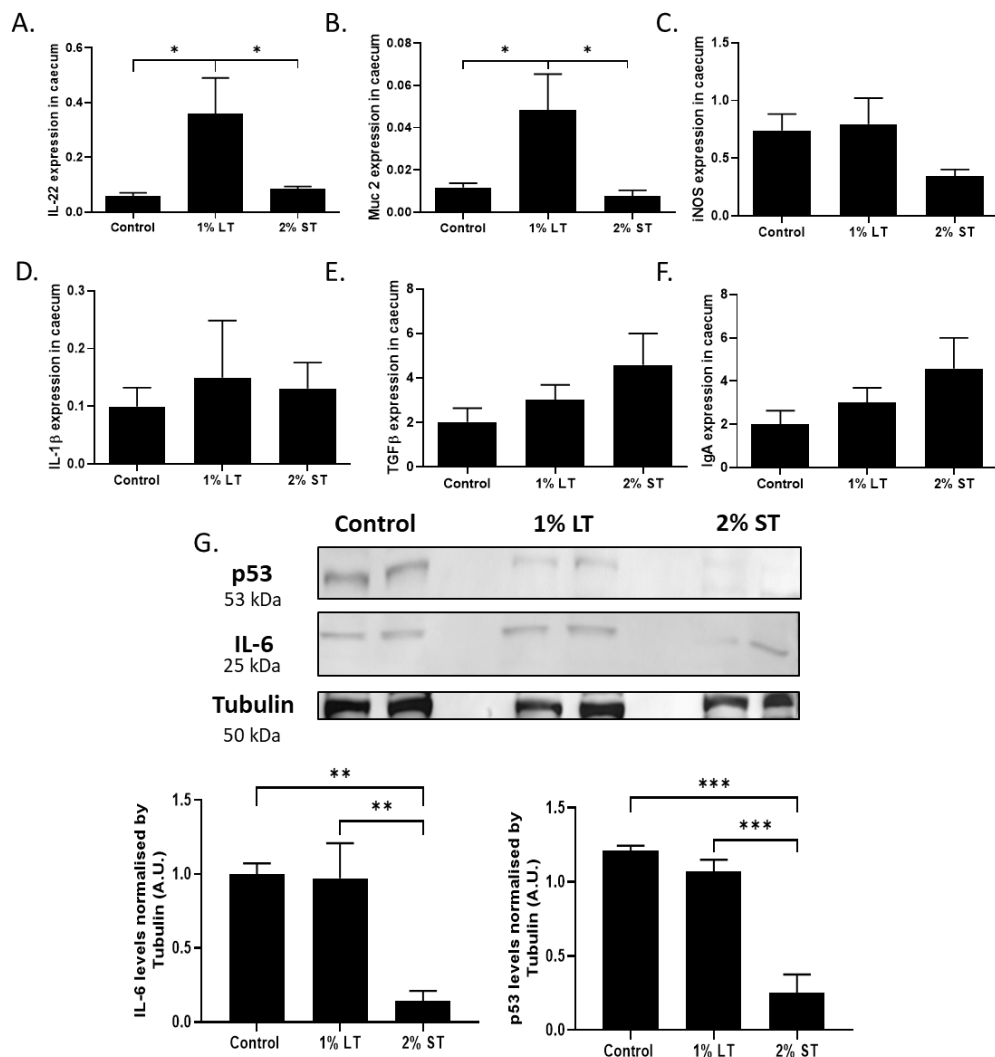 A.
IL-22 expression in caecum
0.6
0.4
0.2
0.0
* *
Control 1% LT 2% ST
B.
Muc 2 expression in caecum
0.08
0.06
0.04
0.02
0.00
* *
Control 1% LT 2% ST
C.
iNOS expression in caecum
1.5
1.0
0.5
0.0
Control 1% LT 2% ST
D.
IL-1β expression in caecum
0.3
0.2
0.1
0.0
Control 1% LT 2% ST
E.
TGFβ expression in caecum
8
6
4
2
0
Control 1% LT 2% ST
F.
IgA expression in caecum
8
6
4
2
0
Control 1% LT 2% ST
G.
Control 1% LT 2% ST
p53
53 kDa
IL-6
25 kDa
Tubulin
50 kDa
IL-6 levels normalised by
Tubulin (A.U.)
1.5
1.0
0.5
0.0
**
**
Control 1% LT 2% ST
p53 levels normalised by
Tubulin (A.U.)
1.5
1.0
0.5
0.0
***
***
Control 1% LT 2% ST